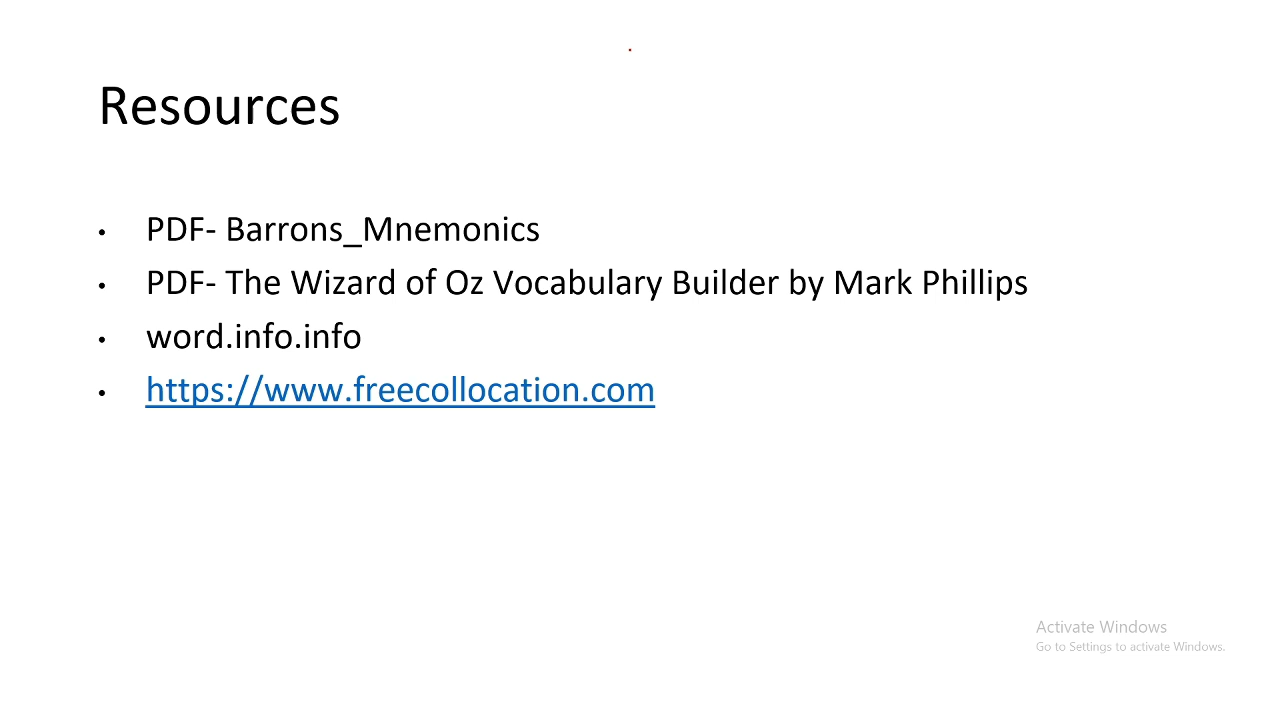 Resources
• PDF- Barrons_Mnemonics
• PDF- The Wizard of Oz Vocabulary Builder by Mark Phillips
• word.info.info
• https://www.freecollocation.com
Activate Windows
Go to Settings to activate Windows.